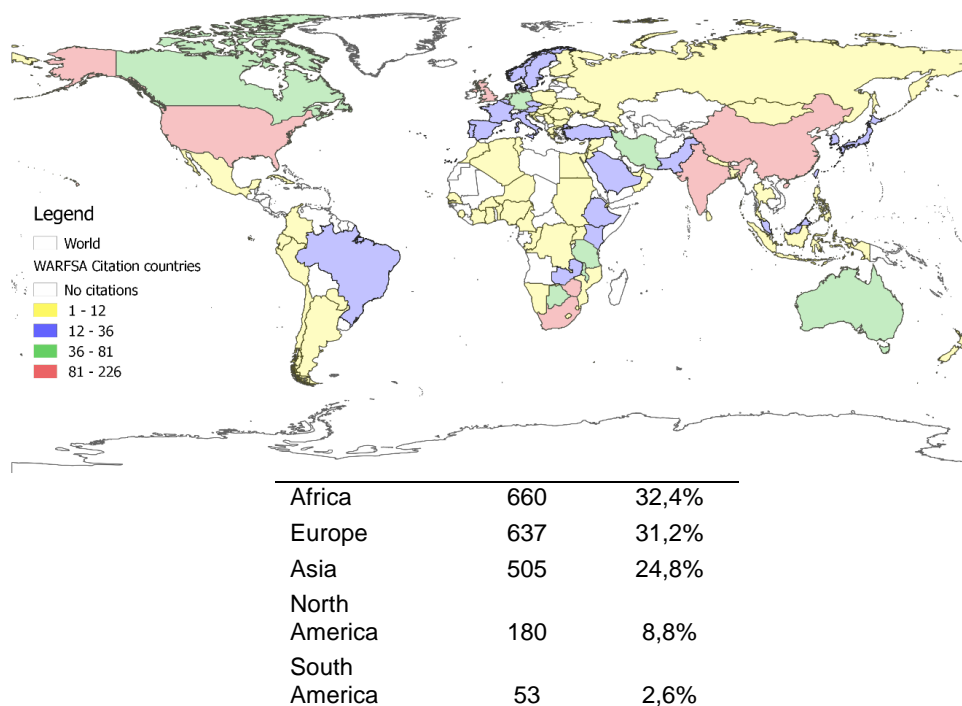 Legend
World
WARFSA Citation countries
No citations
1 - 12
12 - 36
36 - 81
81 - 226
Africa 660 32,4%
Europe 637 31,2%
Asia 505 24,8%
North
America 180 8,8%
South
America 53 2,6%